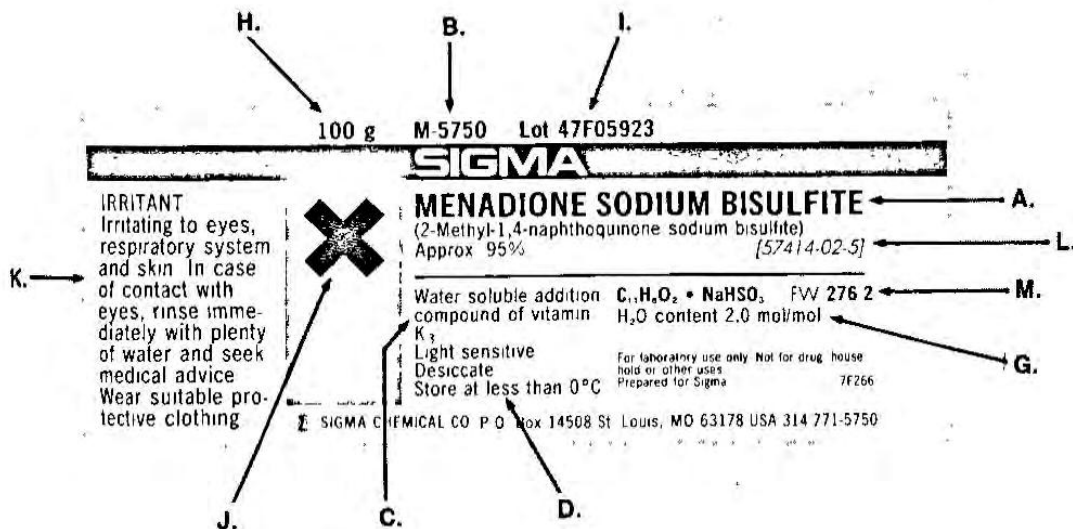 H. B. I.
100 g M-5750 Lot 47F05923
SIGMA
IRRITANT
Irritating to eyes,
respiratory system
and skin In case
of contact with
eyes, rinse imme-
diately with plenty
of water and seek
medical advice
Wear suitable pro-
tective clothing
K.
MENADIONE SODIUM BISULFITE
A.
(2-Methyl-1,4-naphthoquinone sodium bisulfite)
Approx 95% [57414-02-5]
L.
Water soluble addition
compound of vitamin
K₃
Light sensitive
Desiccate
Store at less than 0°C
C₁₁H₈O₂ • NaHSO₃ FW 276 2
M.
H₂O content 2.0 mol/mol
G.
For laboratory use only Not for drug house
hold or other uses
Prepared for Sigma 7F266
Σ SIGMA CHEMICAL CO P O Box 14508 St Louis, MO 63178 USA 314 771-5750
J. C. D.